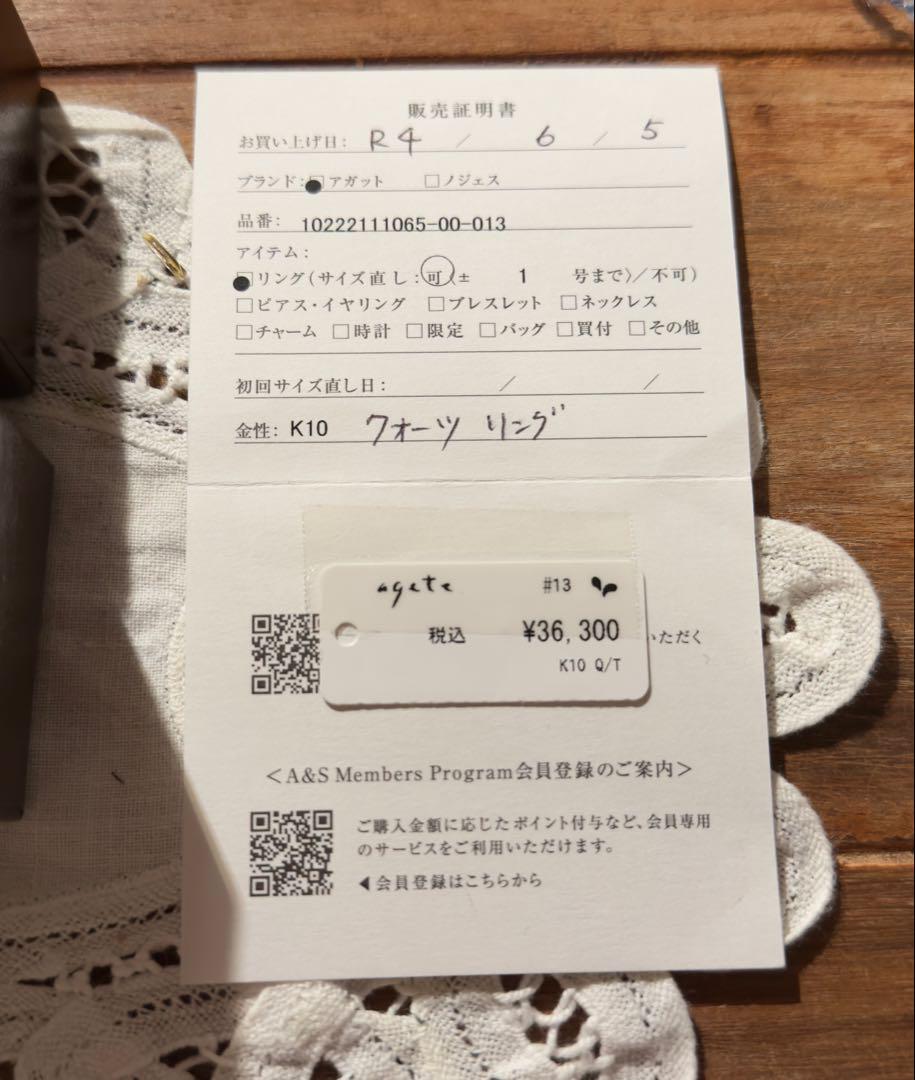 販売証明書
お買い上げ日: R4 / 6 / 5
ブランド: □アガット □ノジェス
品番: 10222111065-00-013
アイテム:
□リング(サイズ直し:可(± 1 号まで)/不可)
□ピアス・イヤリング □ブレスレット □ネックレス
□チャーム □時計 □限定 □バッグ □買付 □その他
初回サイズ直し日: / /
金性: K10 クォーツ リング
agete #13
税込 ¥36,300
いただく
K10 Q/T
<A&S Members Program会員登録のご案内>
ご購入金額に応じたポイント付与など、会員専用
のサービスをご利用いただけます。
◀会員登録はこちらから